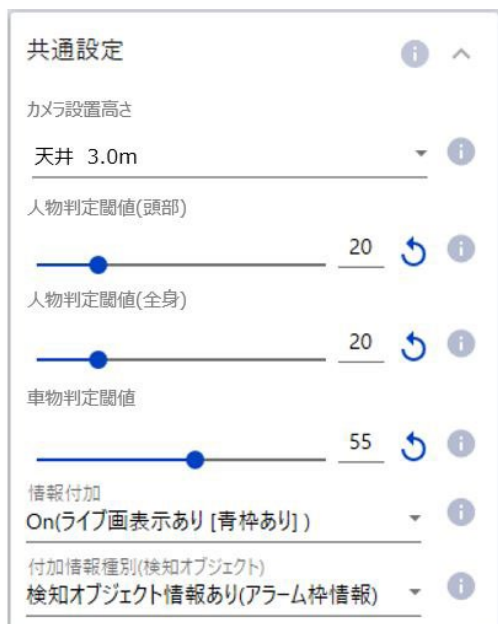 共通設定
カメラ設置高さ
天井 3.0m
人物判定閾値(頭部)
20
人物判定閾値(全身)
20
車物判定閾値
55
情報付加
On(ライブ画表示あり [青枠あり] )
付加情報種別(検知オブジェクト)
検知オブジェクト情報あり(アラーム枠情報)